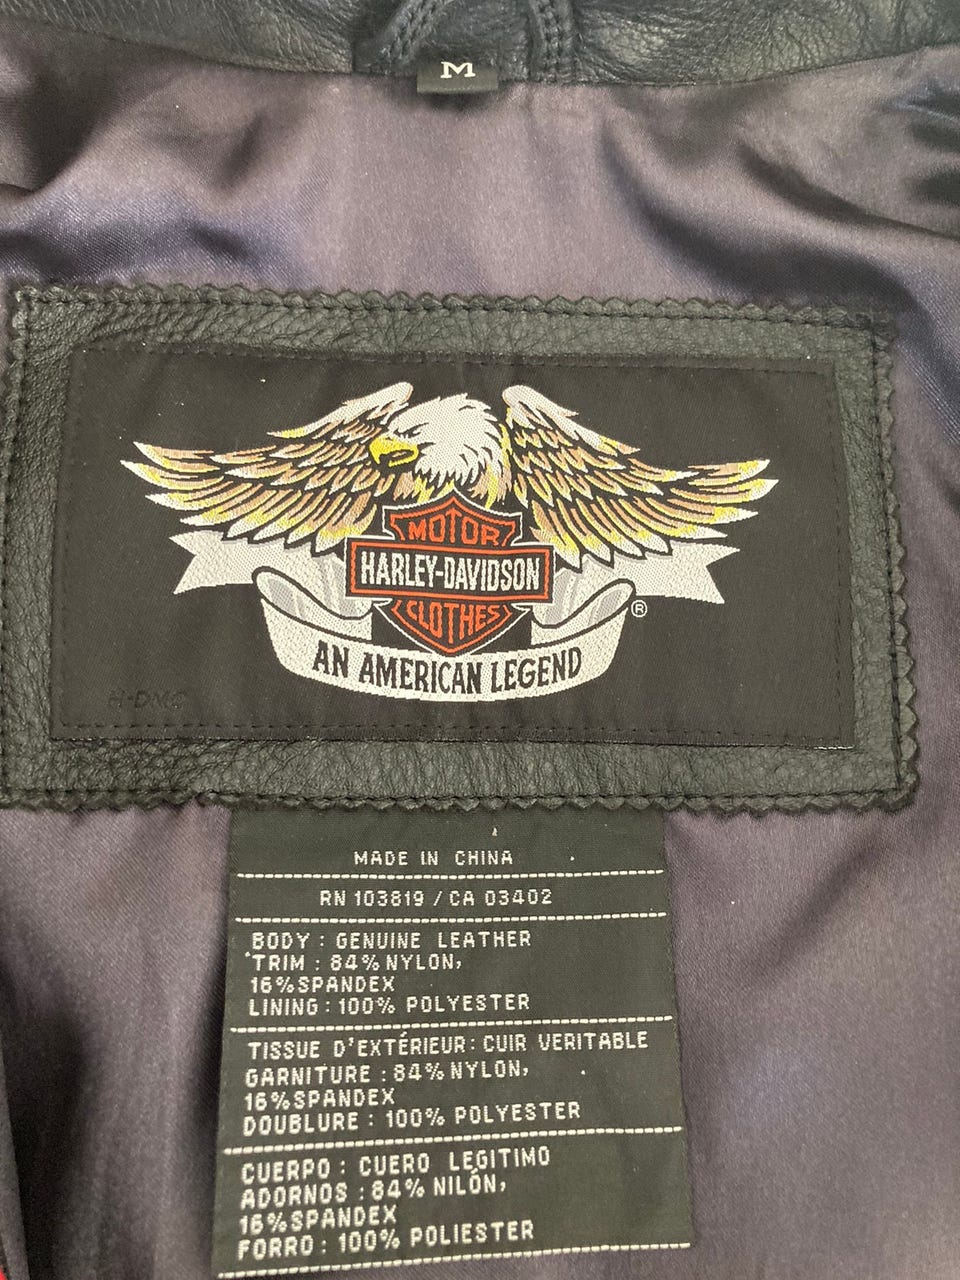 M
MOTOR
HARLEY-DAVIDSON
CLOTHES
®
AN AMERICAN LEGEND
H-DMC
MADE IN CHINA
RN 103819 / CA 03402
BODY : GENUINE LEATHER
TRIM : 84% NYLON,
16%SPANDEX
LINING : 100% POLYESTER
TISSUE D'EXTÉRIEUR : CUIR VERITABLE
GARNITURE : 84% NYLON,
16%SPANDEX
DOUBLURE : 100% POLYESTER
CUERPO : CUERO LEGITIMO
ADORNOS : 84% NILÓN,
16%SPANDEX
FORRO : 100% POLIESTER